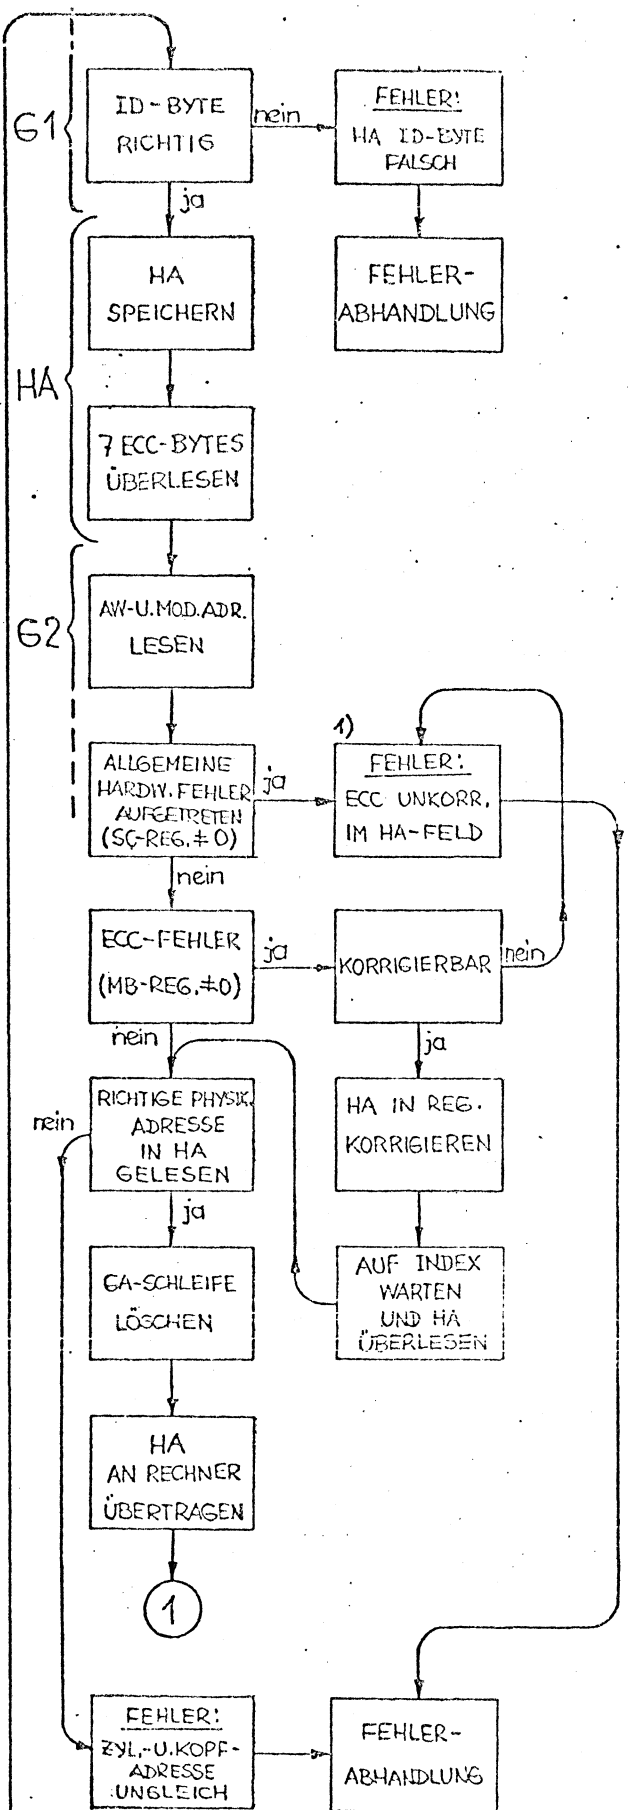 G1
ID-BYTE
RICHTIG
nein
FEHLER:
HA ID-BYTE
FALSCH
ja
HA
HA
SPEICHERN
FEHLER-
ABHANDLUNG
7 ECC-BYTES
ÜBERLESEN
G2
AW-U.MOD.ADR.
LESEN
ALLGEMEINE
HARDW.FEHLER
AUFGETRETEN
(SC-REG.≠0)
ja
1)
FEHLER:
ECC UNKORR.
IM HA-FELD
nein
ECC-FEHLER
(MB-REG.≠0)
ja
KORRIGIERBAR
nein
nein
ja
RICHTIGE PHYSIK.
ADRESSE
IN HA
GELESEN
nein
HA IN REG.
KORRIGIEREN
ja
GA-SCHLEIFE
LÖSCHEN
AUF INDEX
WARTEN
UND HA
ÜBERLESEN
HA
AN RECHNER
ÜBERTRAGEN
1
FEHLER:
ZYL.-U.KOPF-
ADRESSE
UNGLEICH
FEHLER-
ABHANDLUNG